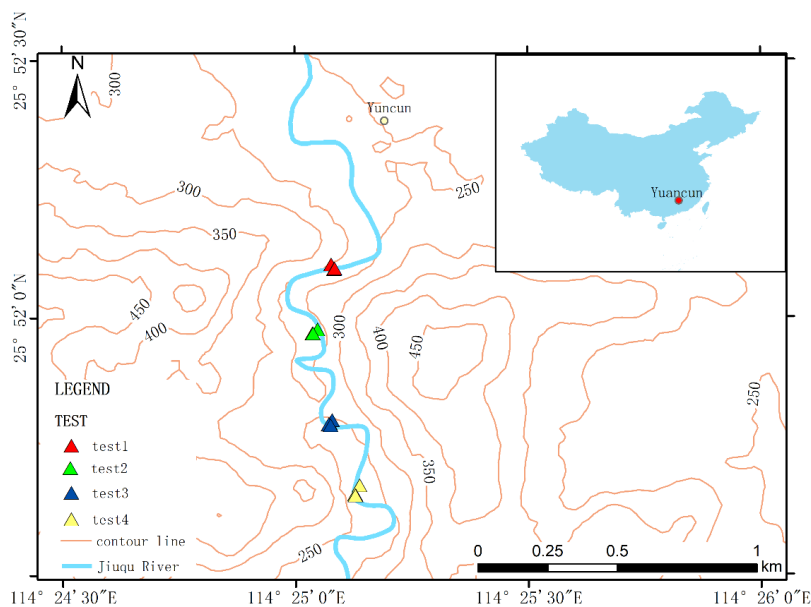 25° 52′ 30″N
N
300
Yuncun
250
Yuancun
300
350
450
400
25° 52′ 0″N
300
400
450
250
LEGEND
TEST
test1
test2
test3
test4
contour line
Jiuqu River
350
250
0 0.25 0.5 1
km
114° 24′30″E 114° 25′0″E 114° 25′30″E 114° 26′0″E